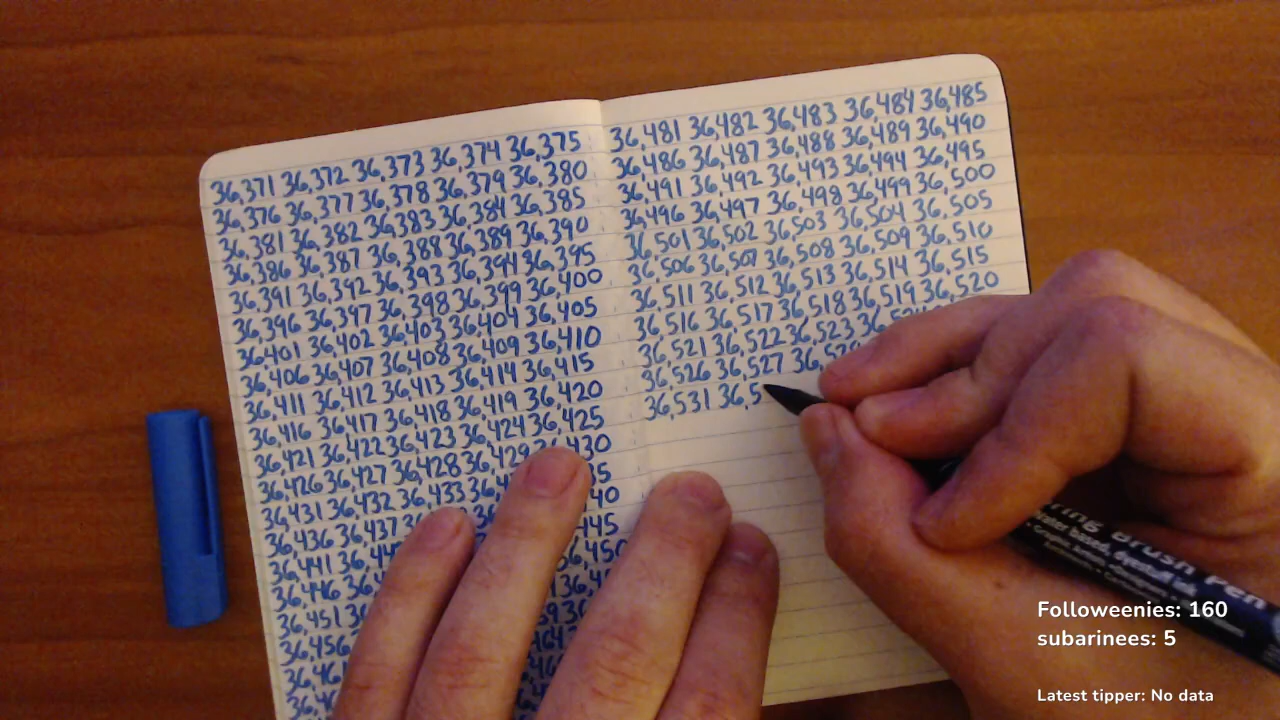 36,371 36,372 36,373 36,374 36,375
36,376 36,377 36,378 36,379 36,380
36,381 36,382 36,383 36,384 36,385
36,386 36,387 36,388 36,389 36,390
36,391 36,392 36,393 36,394 36,395
36,396 36,397 36,398 36,399 36,400
36,401 36,402 36,403 36,404 36,405
36,406 36,407 36,408 36,409 36,410
36,411 36,412 36,413 36,414 36,415
36,416 36,417 36,418 36,419 36,420
36,421 36,422 36,423 36,424 36,425
36,426 36,427 36,428 36,429 430
36,431 36,432 36,433
36,436 36,437 40
36,441 445
36,446 36,450
36,451
36,456
36,481 36,482 36,483 36,484 36,485
36,486 36,487 36,488 36,489 36,490
36,491 36,492 36,493 36,494 36,495
36,496 36,497 36,498 36,499 36,500
36,501 36,502 36,503 36,504 36,505
36,506 36,507 36,508 36,509 36,510
36,511 36,512 36,513 36,514 36,515
36,516 36,517 36,518 36,519 36,520
36,521 36,522 36,523
36,526 36,527
36,531 36,5
Brush Pen
Followeenies: 160
subarinees: 5
Latest tipper: No data